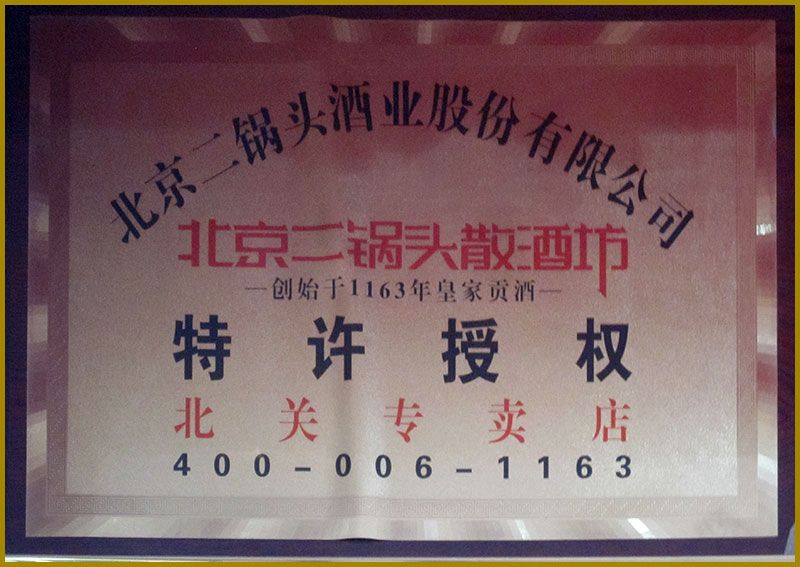 北京二锅头酒业股份有限公司
北京二锅头散酒坊
—创始于1163年皇家贡酒—
特许授权
北关专卖店
400-006-1163